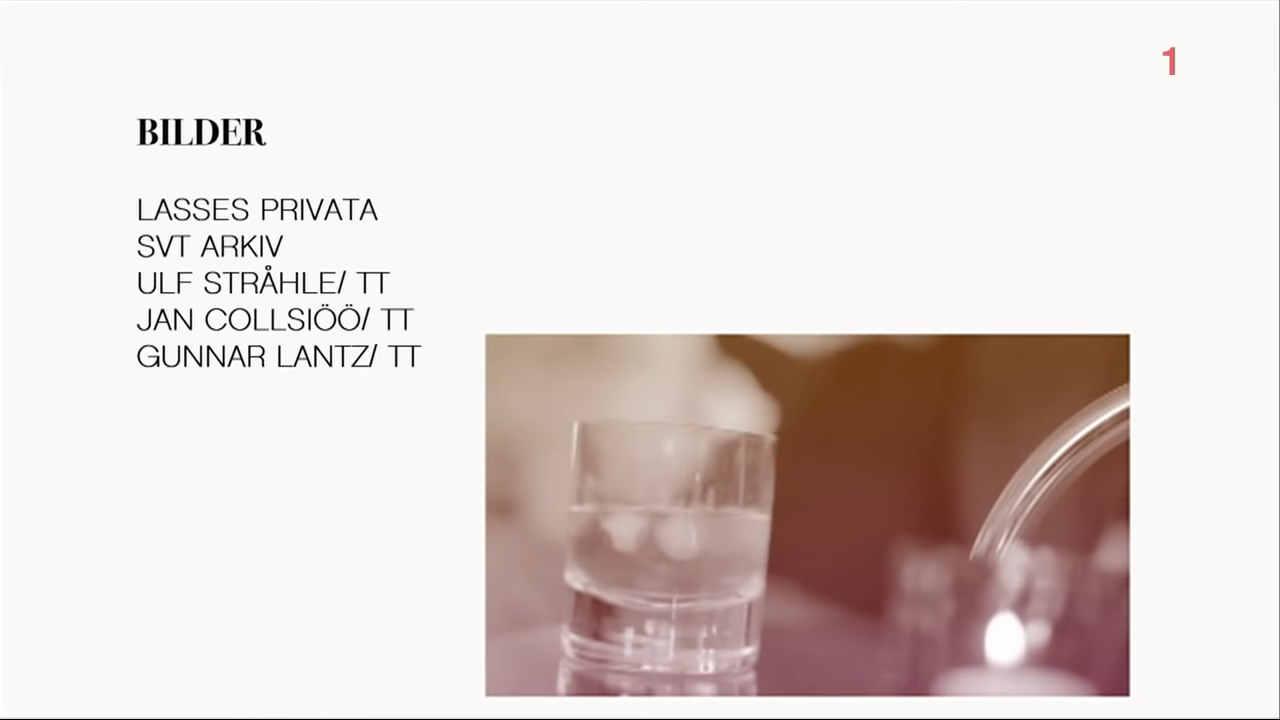 1
BILDER
LASSES PRIVATA
SVT ARKIV
ULF STRÅHLE/ TT
JAN COLLSIÖÖ/ TT
GUNNAR LANTZ/ TT